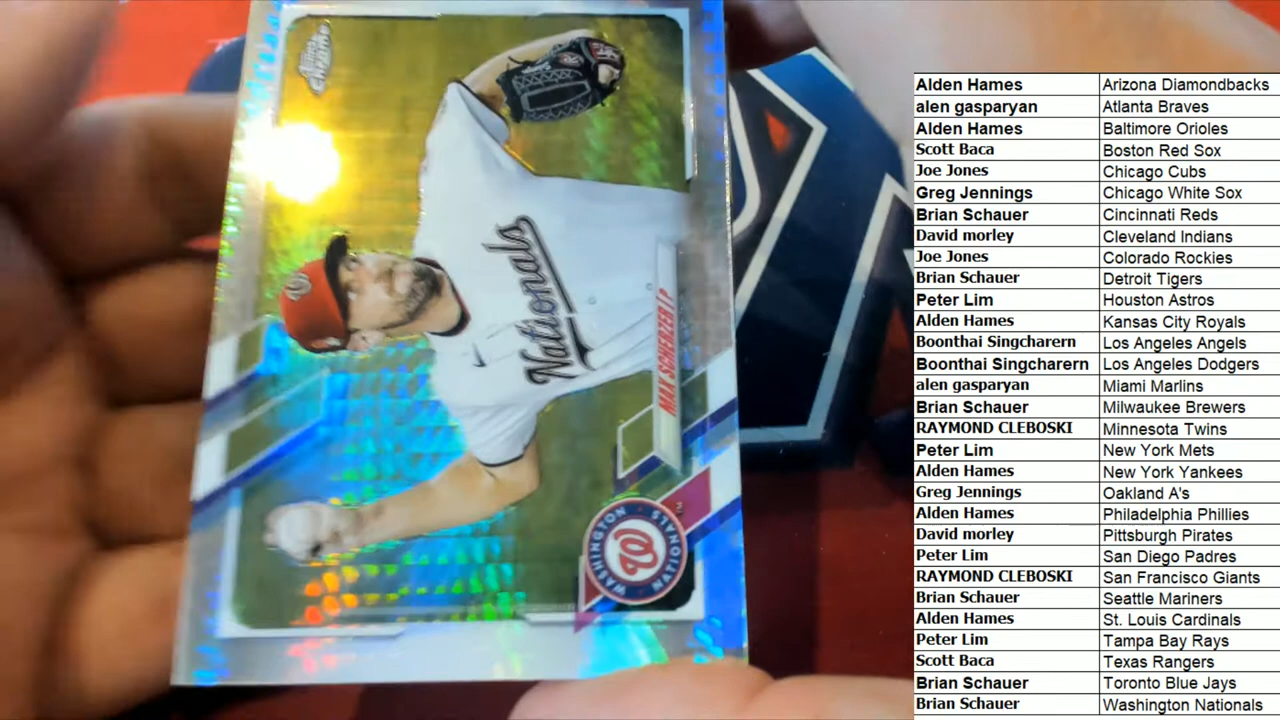 Topps
Chrome
Nationals
MAX SCHERZER | P
WASHINGTON NATIONALS
W
Alden Hames Arizona Diamondbacks
alen gasparyan Atlanta Braves
Alden Hames Baltimore Orioles
Scott Baca Boston Red Sox
Joe Jones Chicago Cubs
Greg Jennings Chicago White Sox
Brian Schauer Cincinnati Reds
David morley Cleveland Indians
Joe Jones Colorado Rockies
Brian Schauer Detroit Tigers
Peter Lim Houston Astros
Alden Hames Kansas City Royals
Boonthai Singcharern Los Angeles Angels
Boonthai Singcharern Los Angeles Dodgers
alen gasparyan Miami Marlins
Brian Schauer Milwaukee Brewers
RAYMOND CLEBOSKI Minnesota Twins
Peter Lim New York Mets
Alden Hames New York Yankees
Greg Jennings Oakland A's
Alden Hames Philadelphia Phillies
David morley Pittsburgh Pirates
Peter Lim San Diego Padres
RAYMOND CLEBOSKI San Francisco Giants
Brian Schauer Seattle Mariners
Alden Hames St. Louis Cardinals
Peter Lim Tampa Bay Rays
Scott Baca Texas Rangers
Brian Schauer Toronto Blue Jays
Brian Schauer Washington Nationals